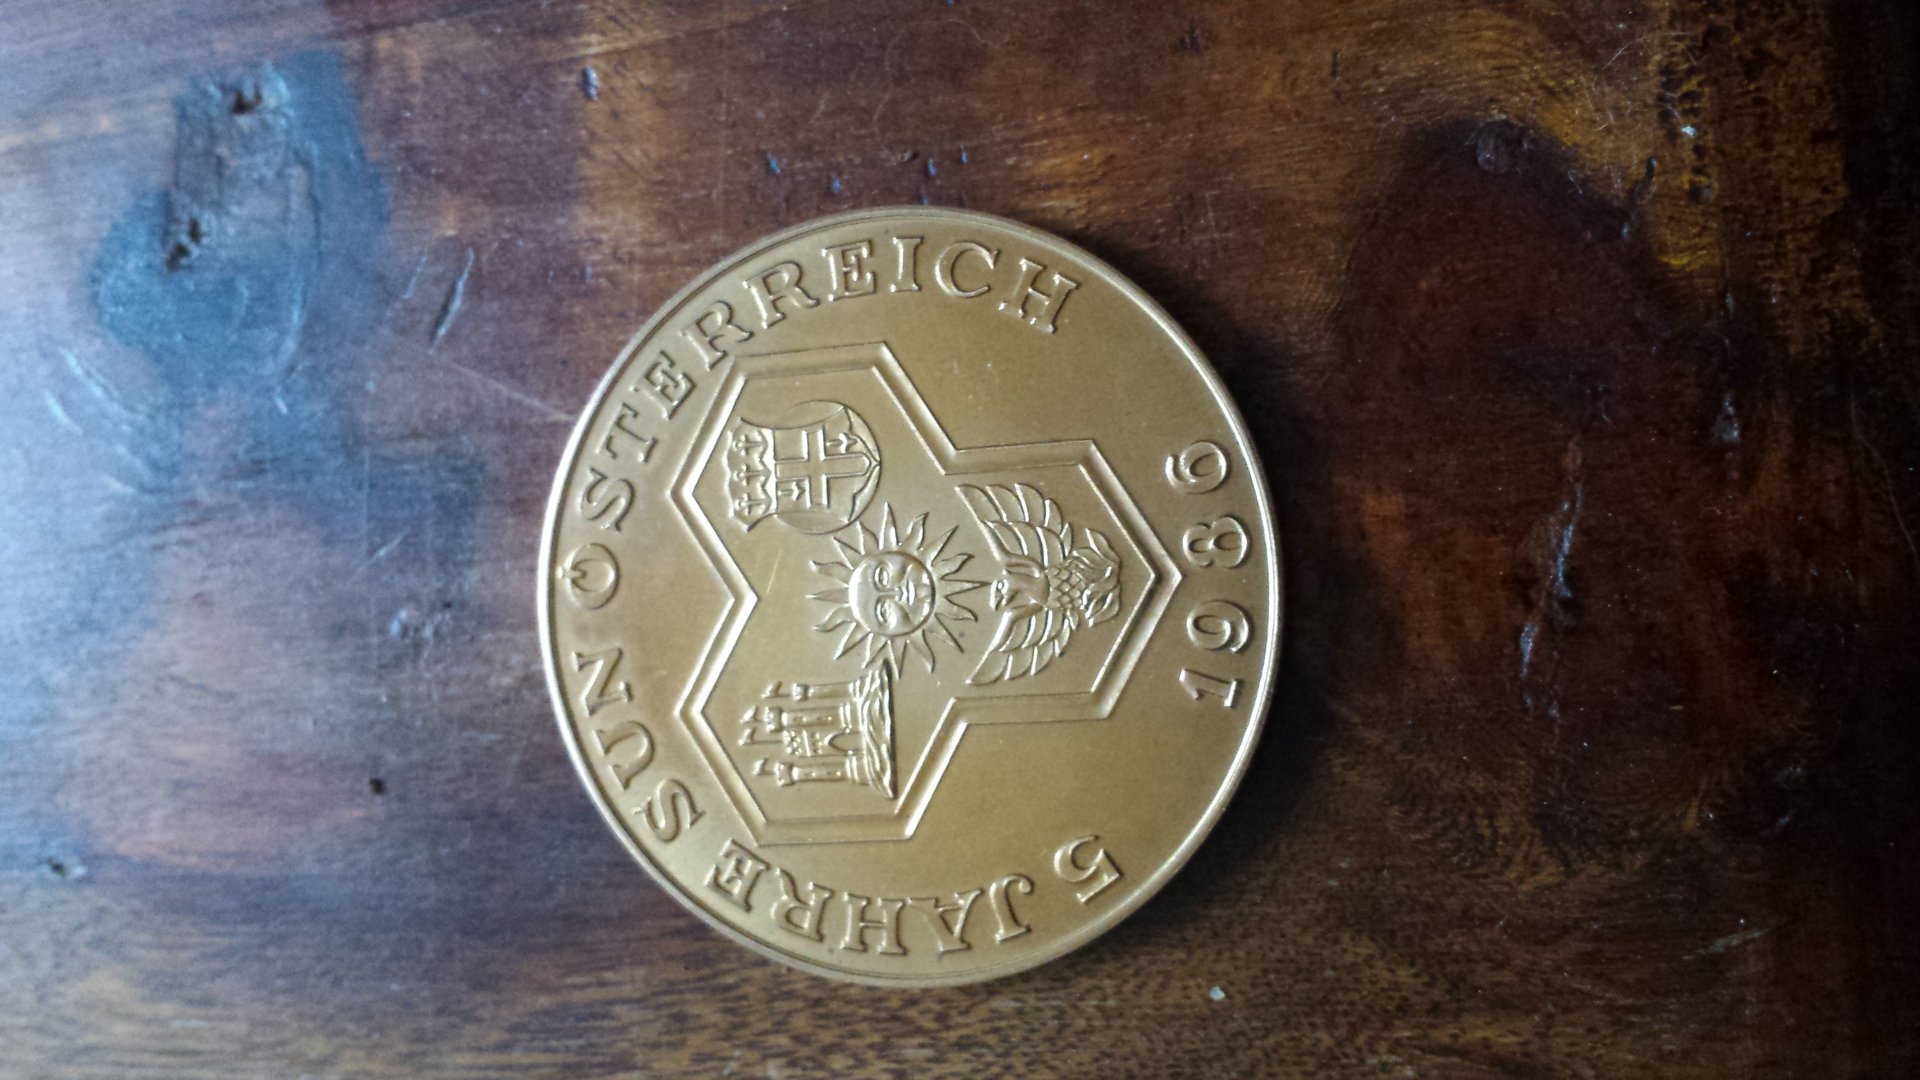 5 JAHRE SUN ÖSTERREICH
1986